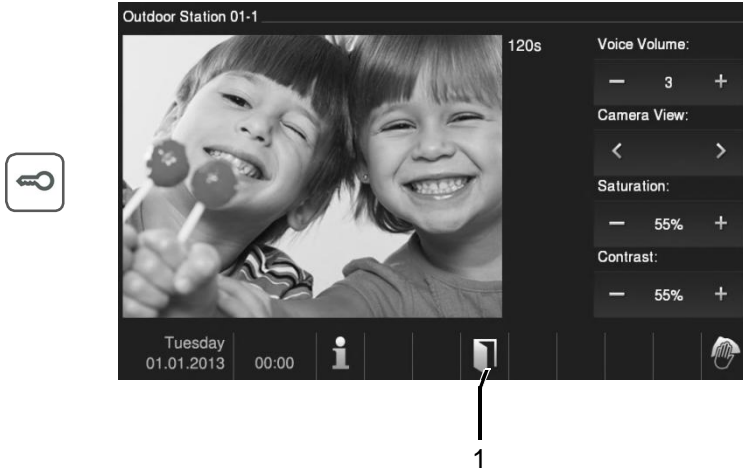 Outdoor Station 01-1
120s
Voice Volume:
− 3 +
Camera View:
< >
Saturation:
− 55% +
Contrast:
− 55% +
Tuesday
01.01.2013 00:00
1